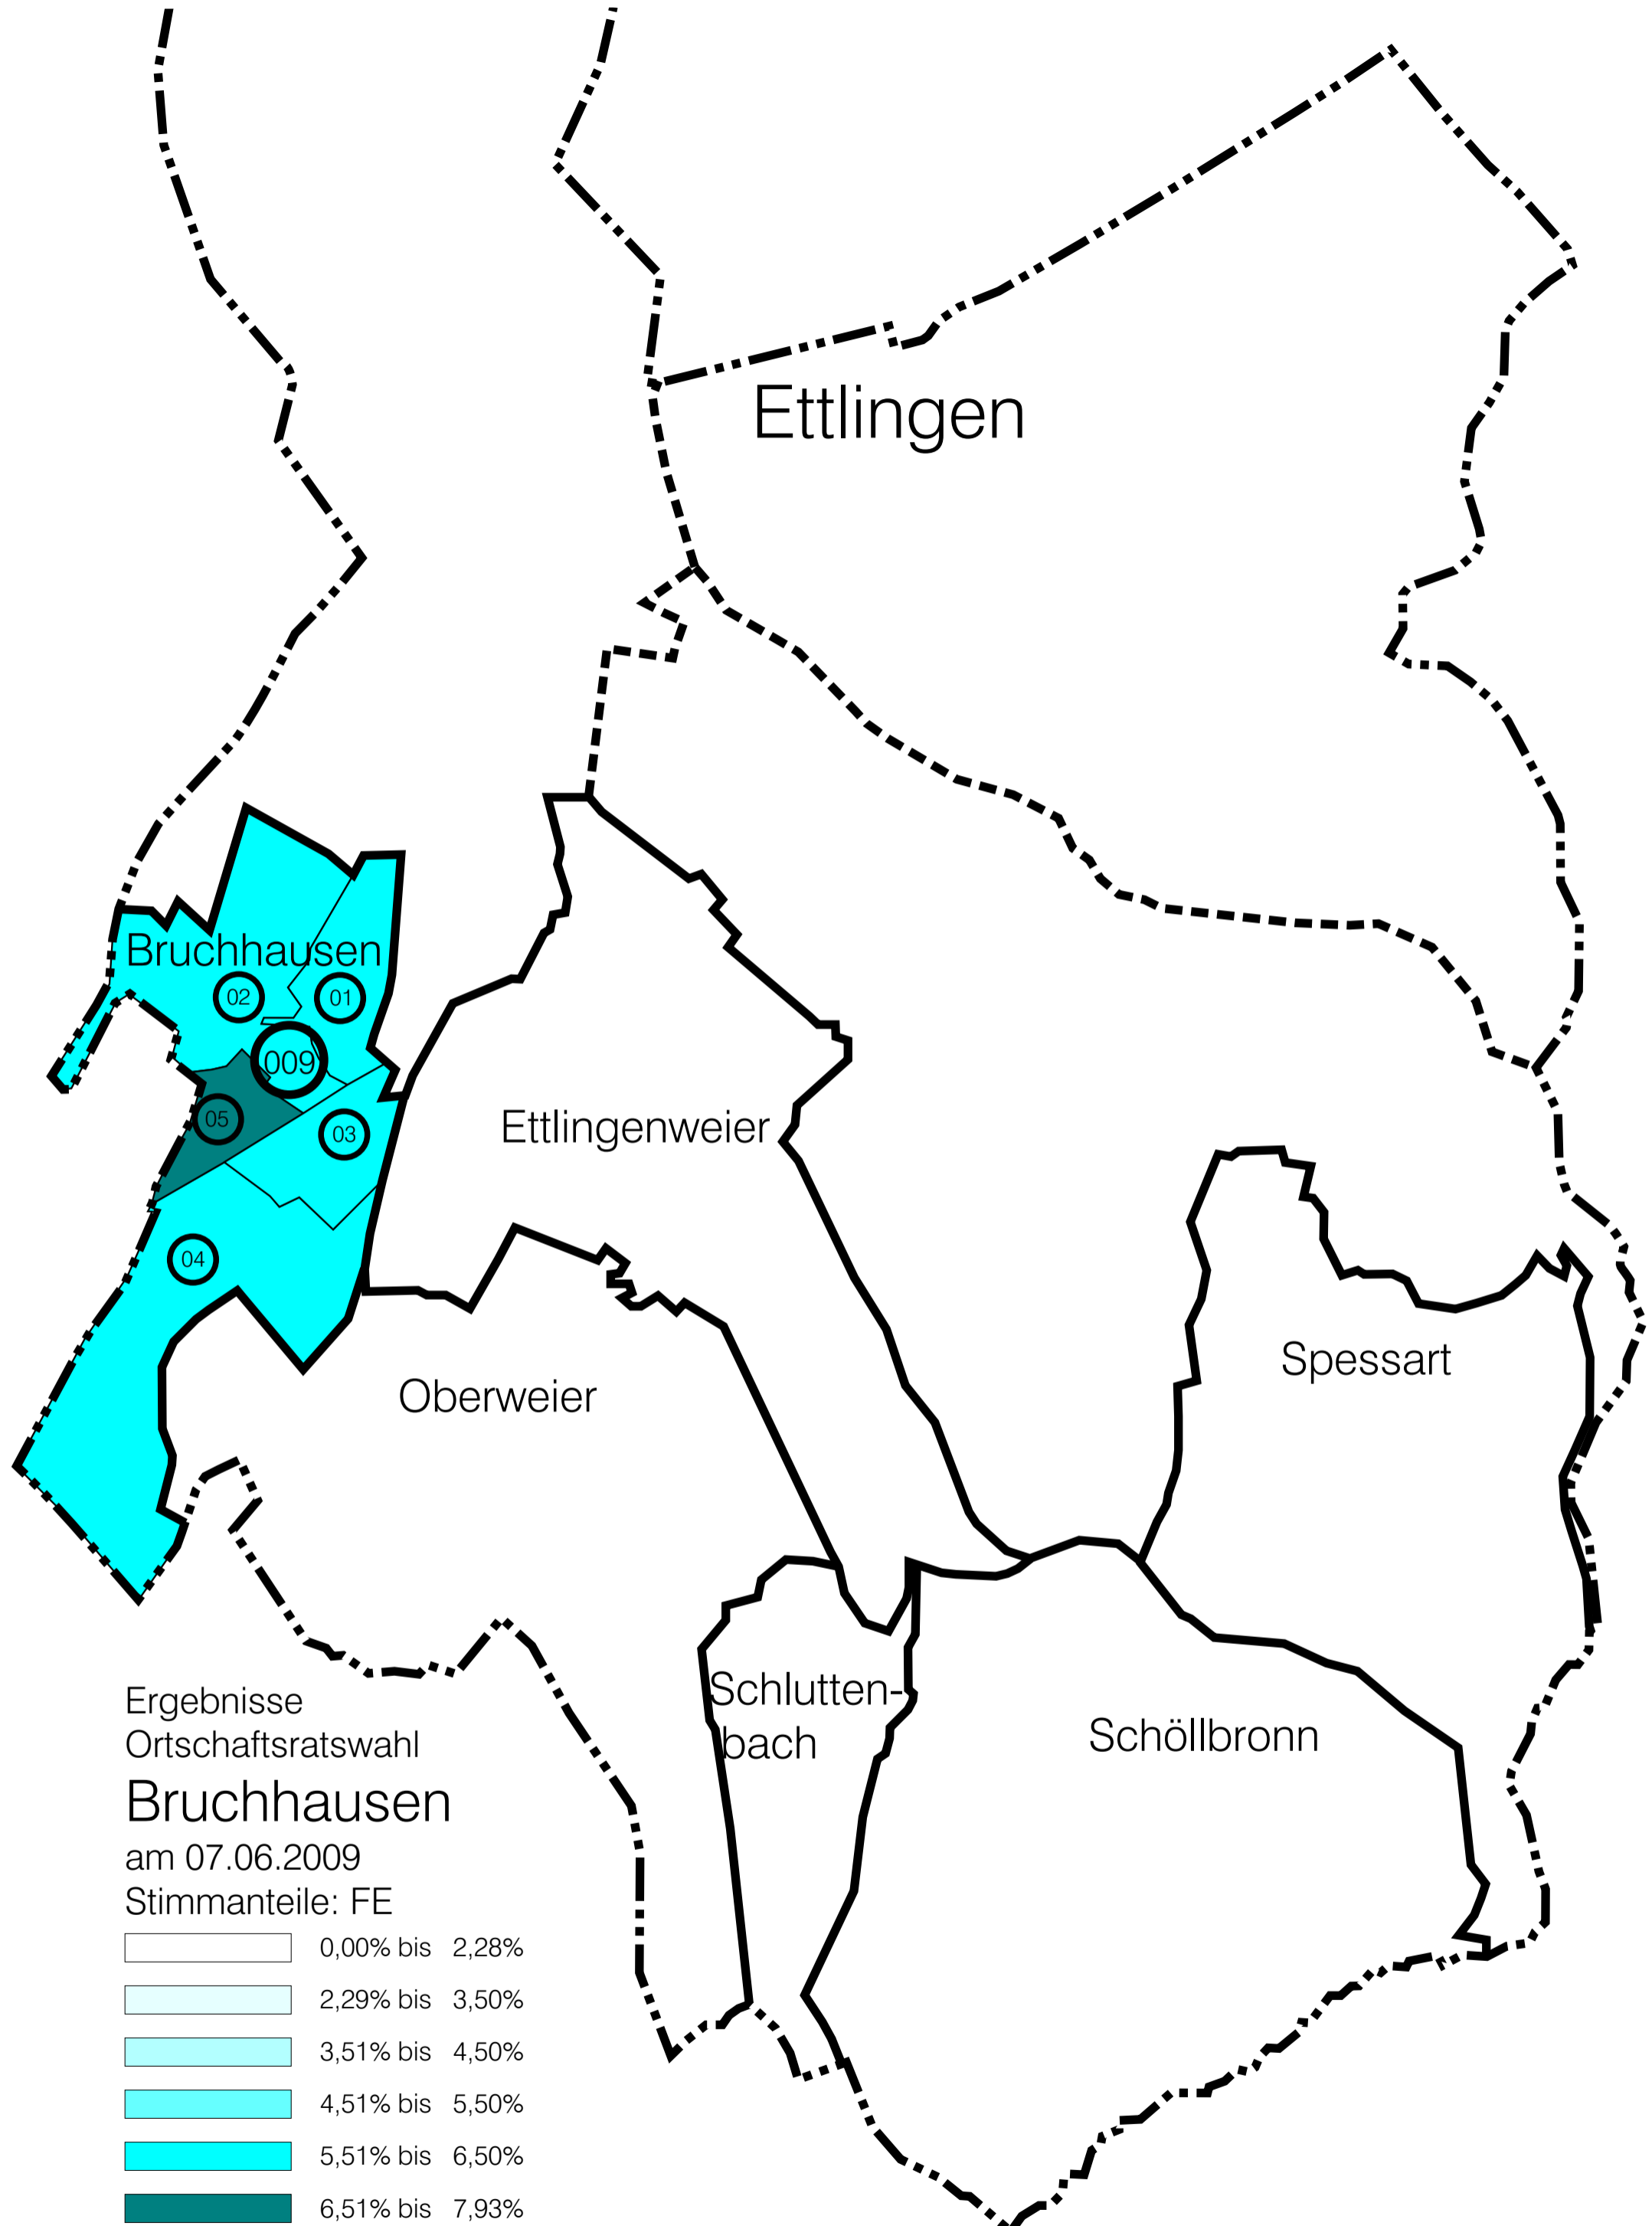 Ettlingen
Bruchhausen
02
01
009
05
03
Ettlingenweier
04
Spessart
Oberweier
Schlutten-
bach
Schöllbronn
Ergebnisse
Ortschaftsratswahl
Bruchhausen
am 07.06.2009
Stimmanteile: FE
0,00% bis 2,28%
2,29% bis 3,50%
3,51% bis 4,50%
4,51% bis 5,50%
5,51% bis 6,50%
6,51% bis 7,93%